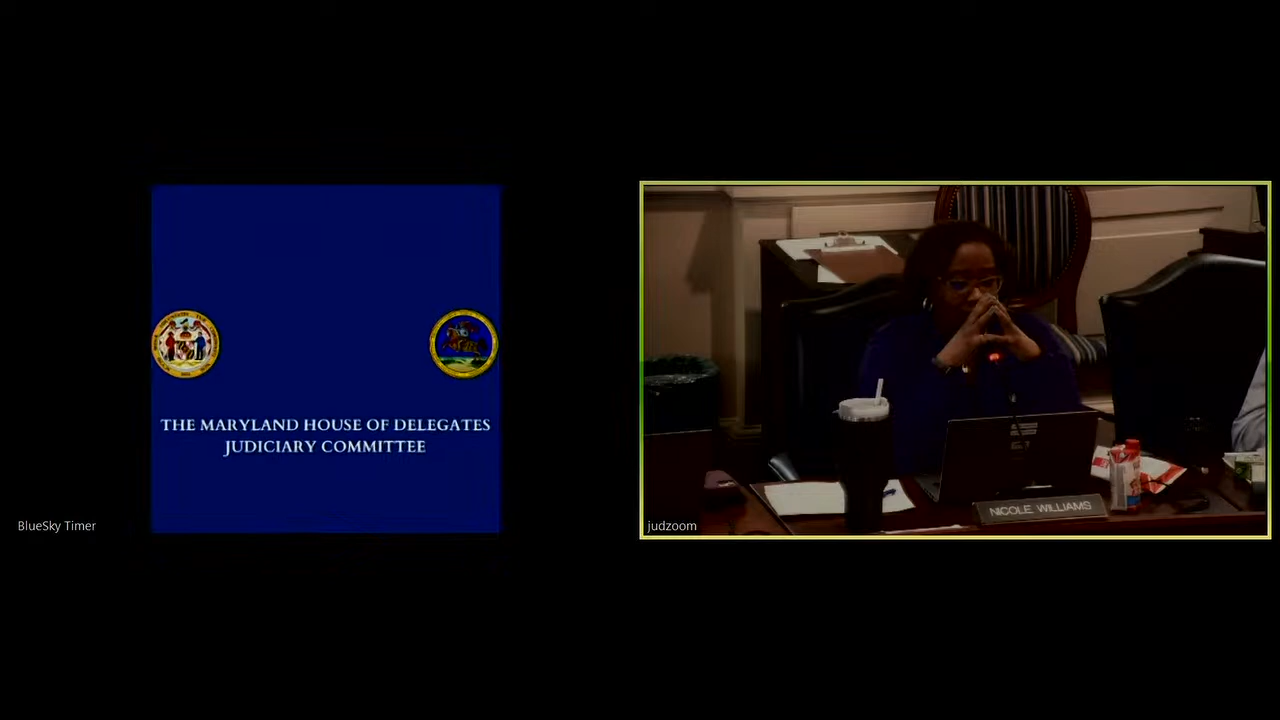 THE MARYLAND HOUSE OF DELEGATES
JUDICIARY COMMITTEE
BlueSky Timer
NICOLE WILLIAMS
judzoom